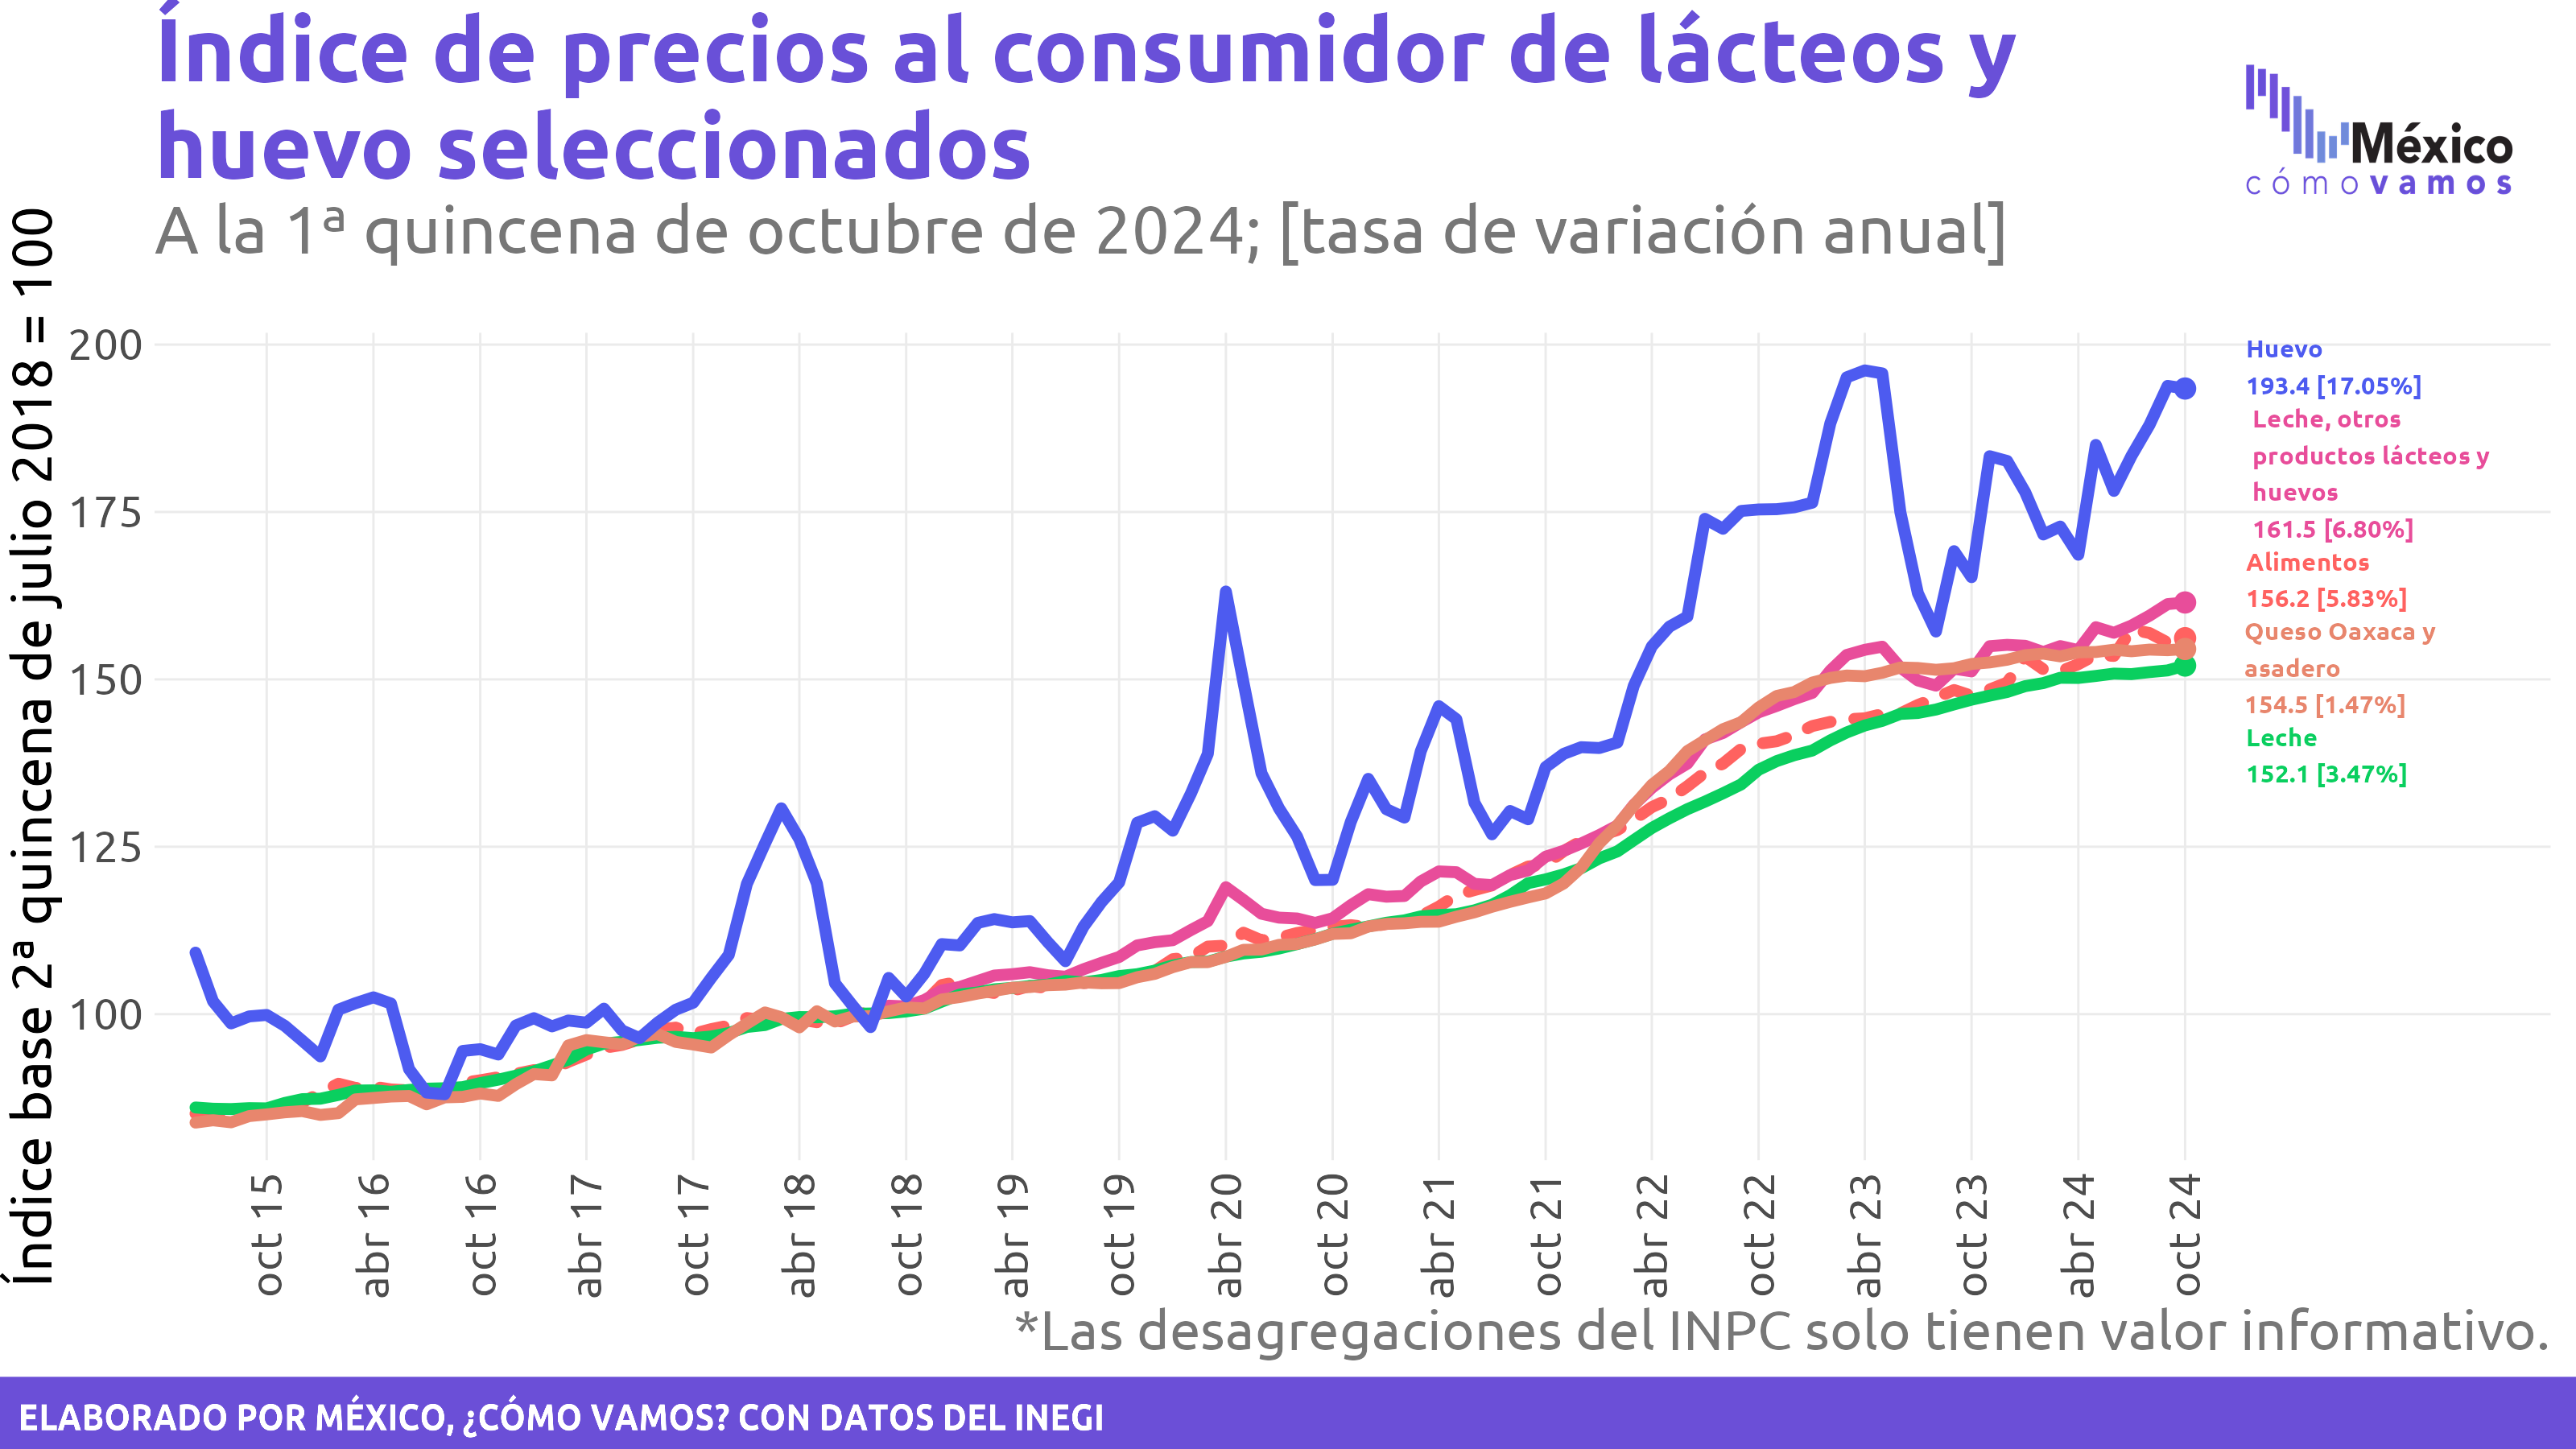 Índice de precios al consumidor de lácteos y
huevo seleccionados
A la 1ª quincena de octubre de 2024; [tasa de variación anual]
México
cómo vamos
Índice base 2ª quincena de julio 2018 = 100
200
175
150
125
100
Huevo
193.4 [17.05%]
Leche, otros
productos lácteos y
huevos
161.5 [6.80%]
Alimentos
156.2 [5.83%]
Queso Oaxaca y
asadero
154.5 [1.47%]
Leche
152.1 [3.47%]
oct 15
abr 16
oct 16
abr 17
oct 17
abr 18
oct 18
abr 19
oct 19
abr 20
oct 20
abr 21
oct 21
abr 22
oct 22
abr 23
oct 23
abr 24
oct 24
*Las desagregaciones del INPC solo tienen valor informativo.
ELABORADO POR MÉXICO, ¿CÓMO VAMOS? CON DATOS DEL INEGI